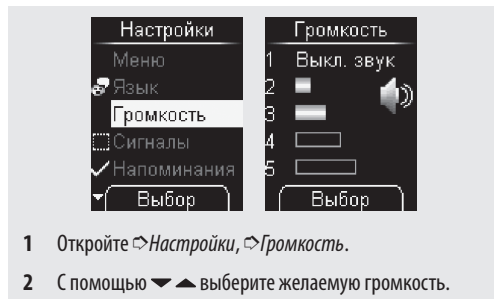 Настройки
Меню
Язык
Громкость
Сигналы
Напоминания
Выбор
Громкость
1 Выкл. звук
2
3
4
5
Выбор
1 Откройте ➩Настройки, ➩Громкость.
2 С помощью ▼ ▲ выберите желаемую громкость.